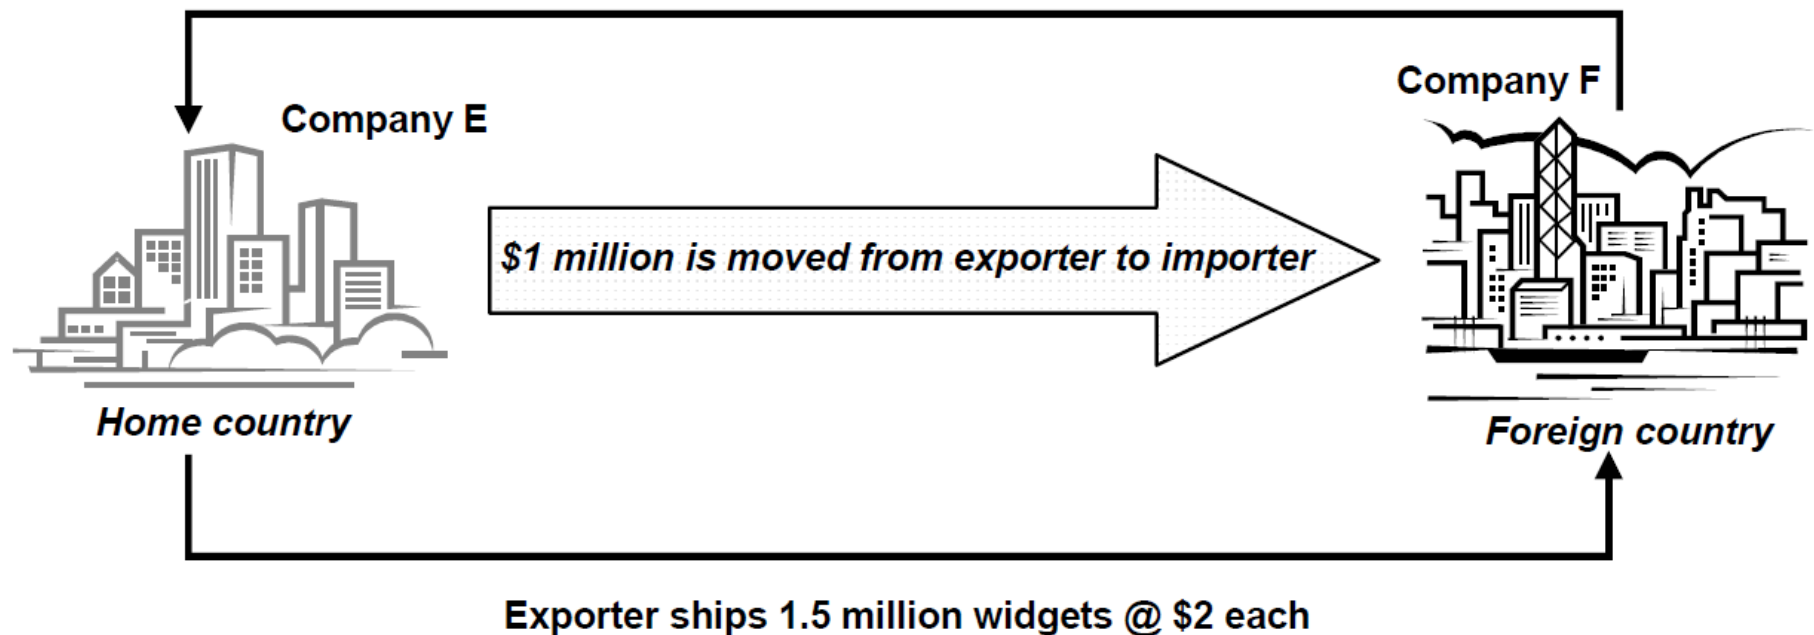 Company F
Company E
$1 million is moved from exporter to importer
Home country
Foreign country
Exporter ships 1.5 million widgets @ $2 each